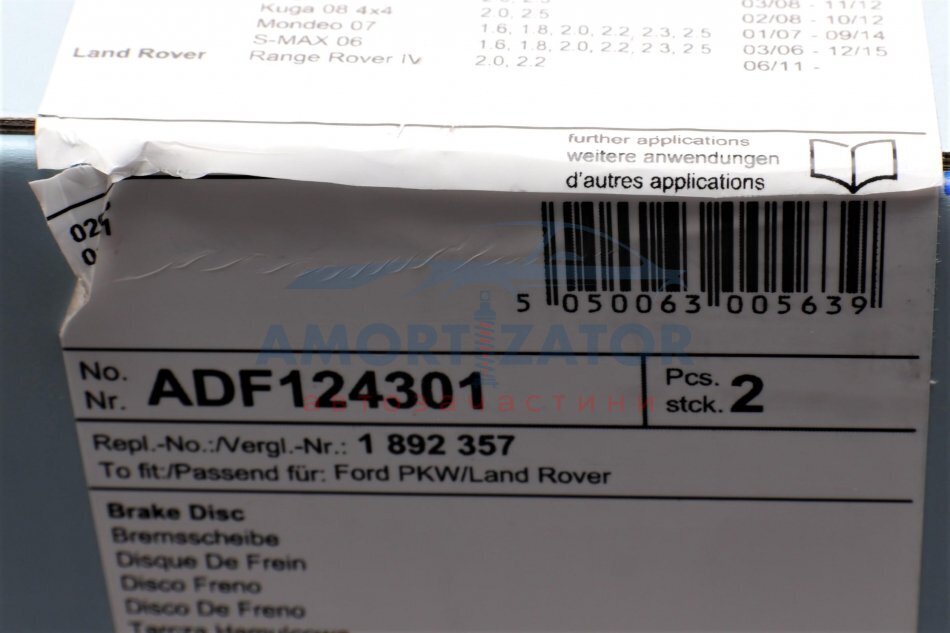 Kuga 08 4x4 2.0, 2.5 03/08 - 11/12
Mondeo 07 1.6, 1.8, 2.0, 2.2, 2.3, 2.5 02/08 - 10/12
S-MAX 06 1.6, 1.8, 2.0, 2.2, 2.3, 2.5 01/07 - 09/14
Land Rover Range Rover IV 2.0, 2.2 03/06 - 12/15
06/11 -
further applications
weitere anwendungen
d'autres applications
5 050063 005639
AMORTIZATOR
автозапчастини
No. Nr. ADF124301 Pcs. stck. 2
Repl.-No.:/Vergl.-Nr.: 1 892 357
To fit:/Passend für: Ford PKW/Land Rover
Brake Disc
Bremsscheibe
Disque De Frein
Disco Freno
Disco De Freno